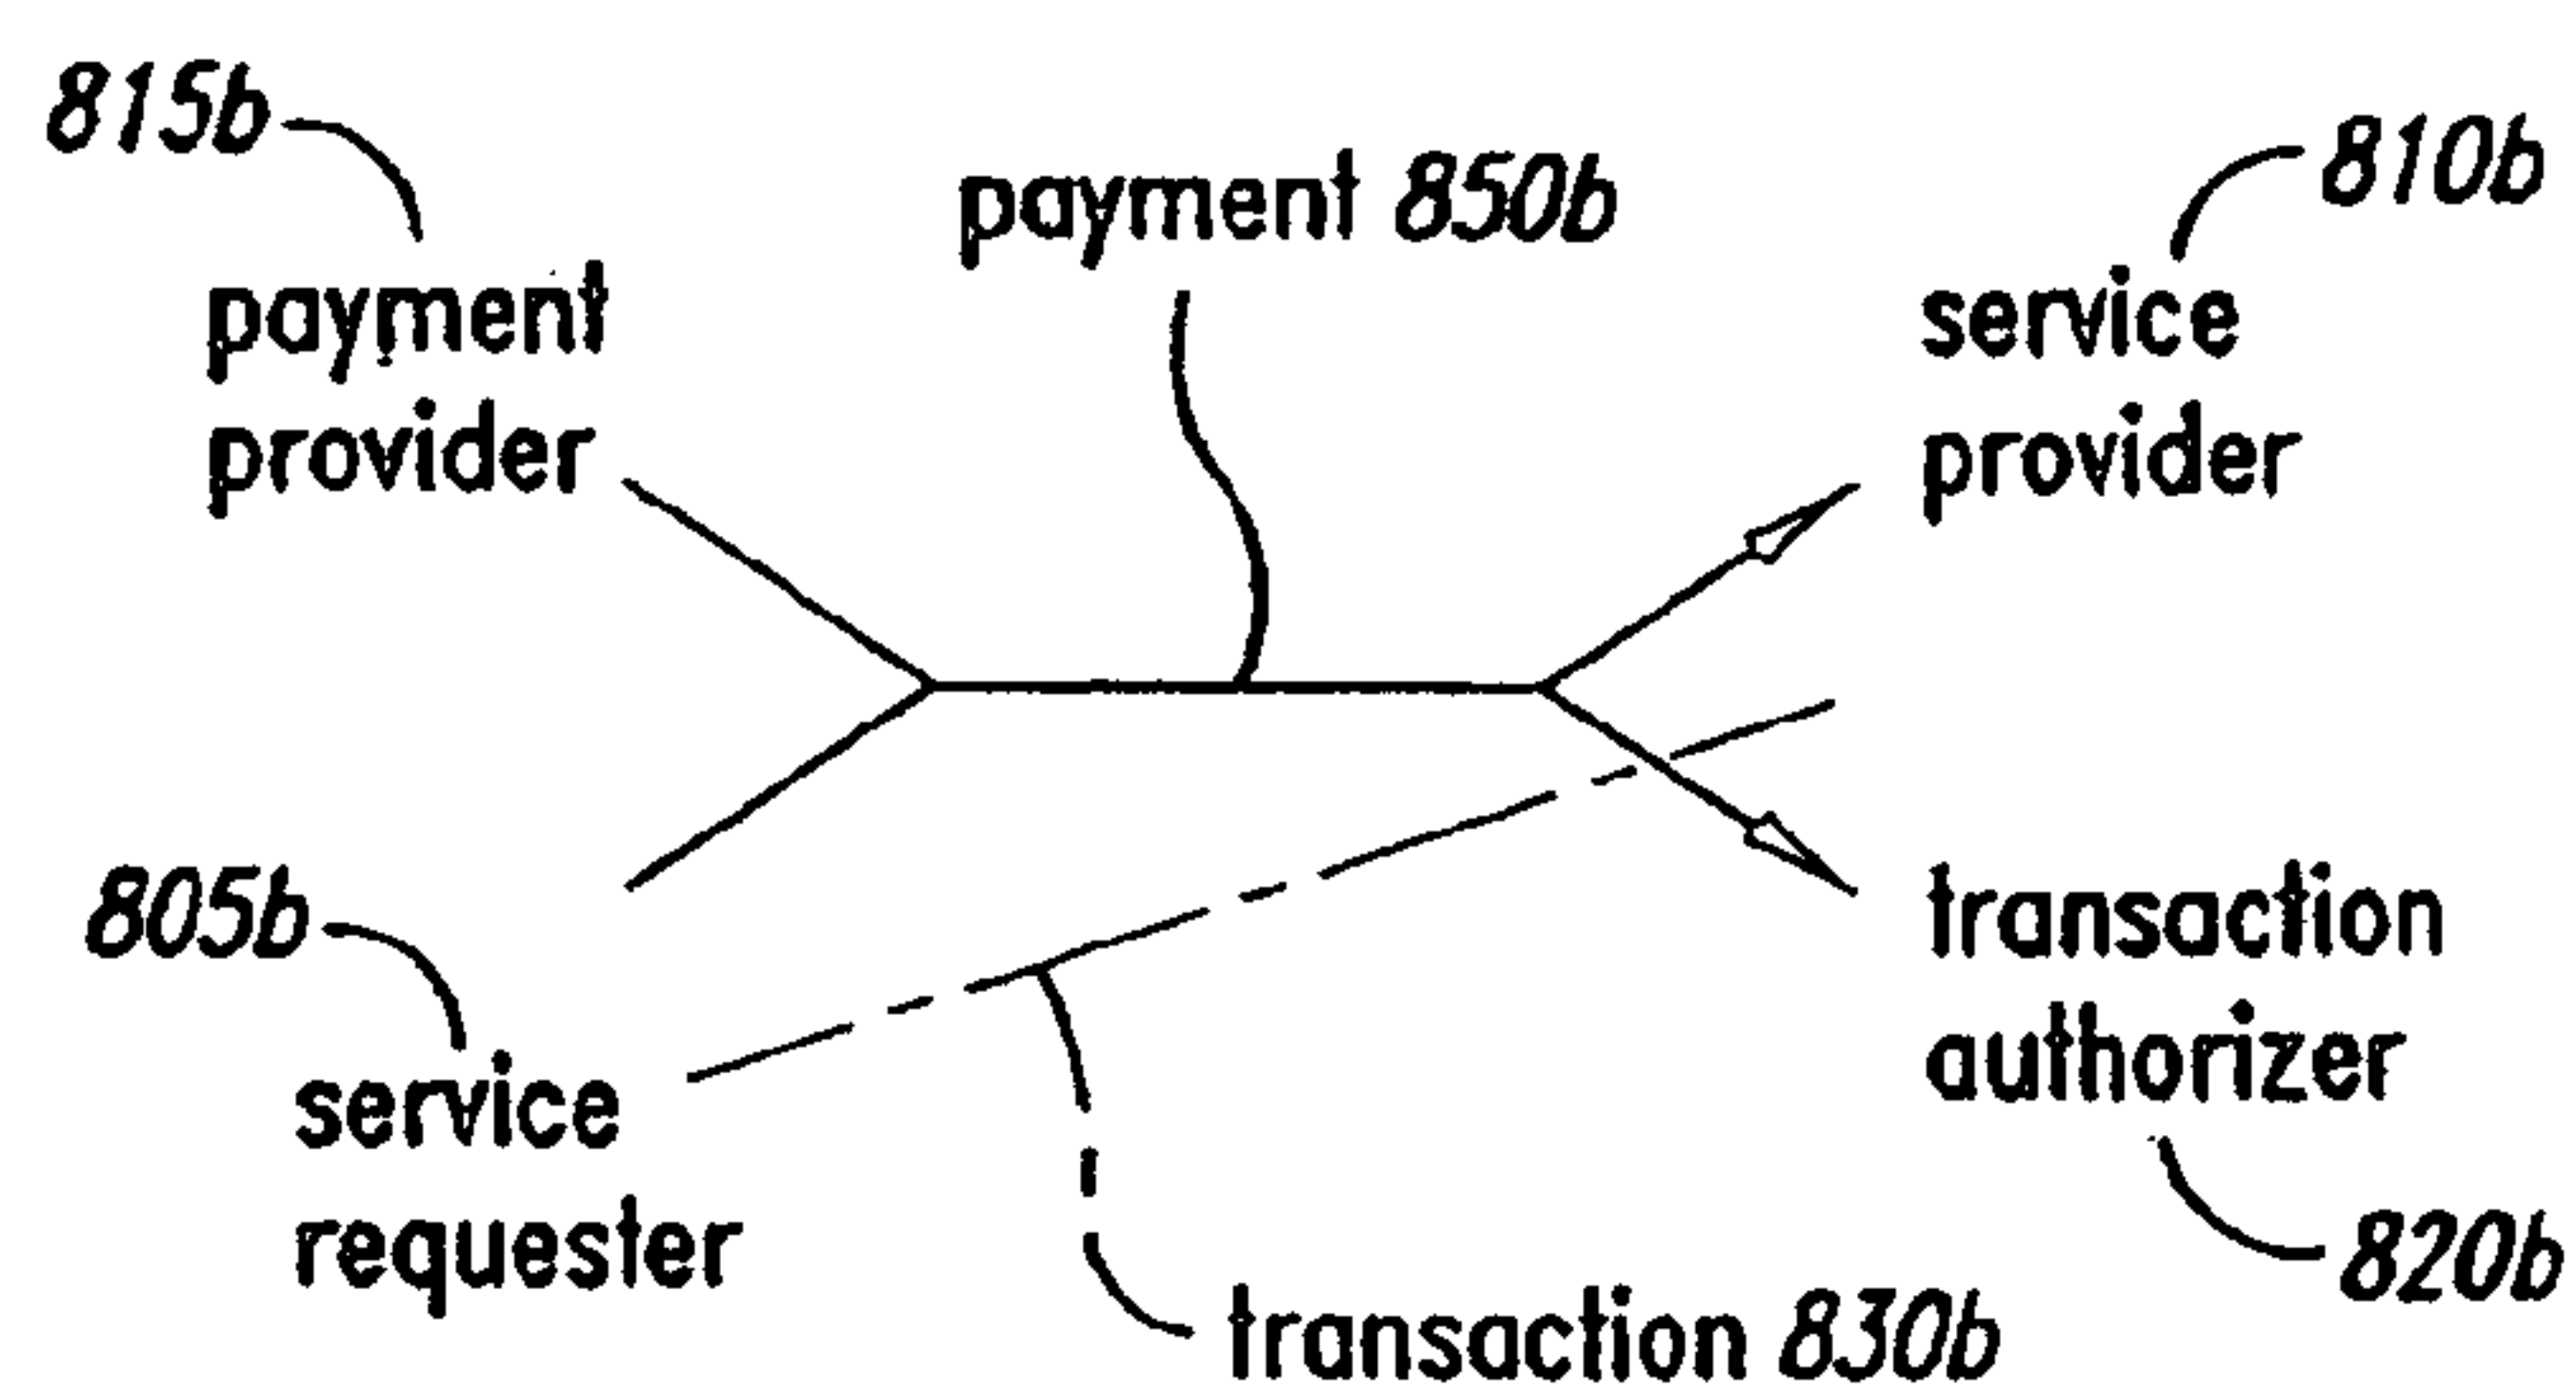 815b
payment 850b
810b
payment
provider
service
provider
805b
service
requester
transaction
authorizer
820b
transaction 830b